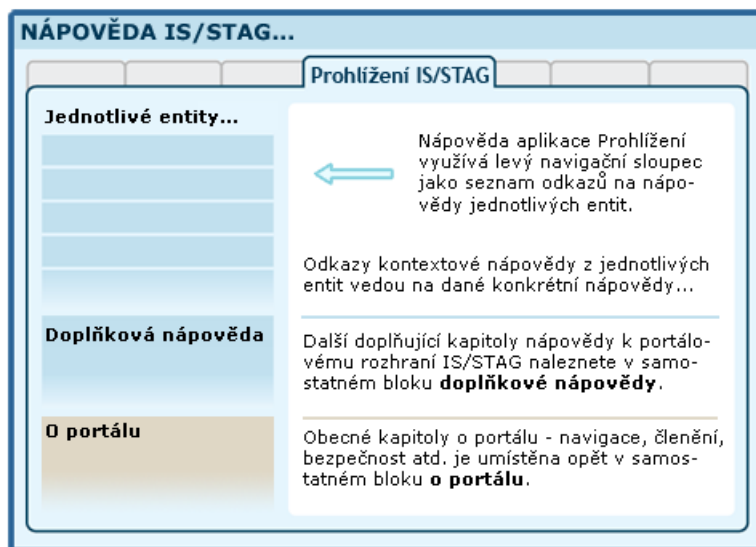 NÁPOVĚDA IS/STAG...
Prohlížení IS/STAG
Jednotlivé entity...
Nápověda aplikace Prohlížení
využívá levý navigační sloupec
jako seznam odkazů na nápo-
vědy jednotlivých entit.
Odkazy kontextové nápovědy z jednotlivých
entit vedou na dané konkrétní nápovědy...
Doplňková nápověda
Další doplňující kapitoly nápovědy k portálo-
vému rozhraní IS/STAG naleznete v samo-
statném bloku doplňkové nápovědy.
O portálu
Obecné kapitoly o portálu - navigace, členění,
bezpečnost atd. je umístěna opět v samos-
tatném bloku o portálu.